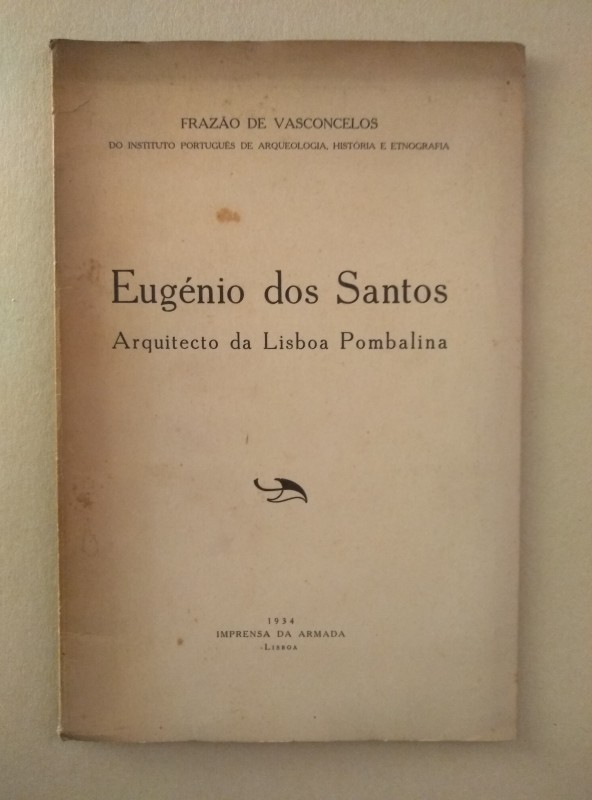 FRAZÃO DE VASCONCELOS
DO INSTITUTO PORTUGUÊS DE ARQUEOLOGIA, HISTÓRIA E ETNOGRAFIA
Eugénio dos Santos
Arquitecto da Lisboa Pombalina
1934
IMPRENSA DA ARMADA
-LISBOA